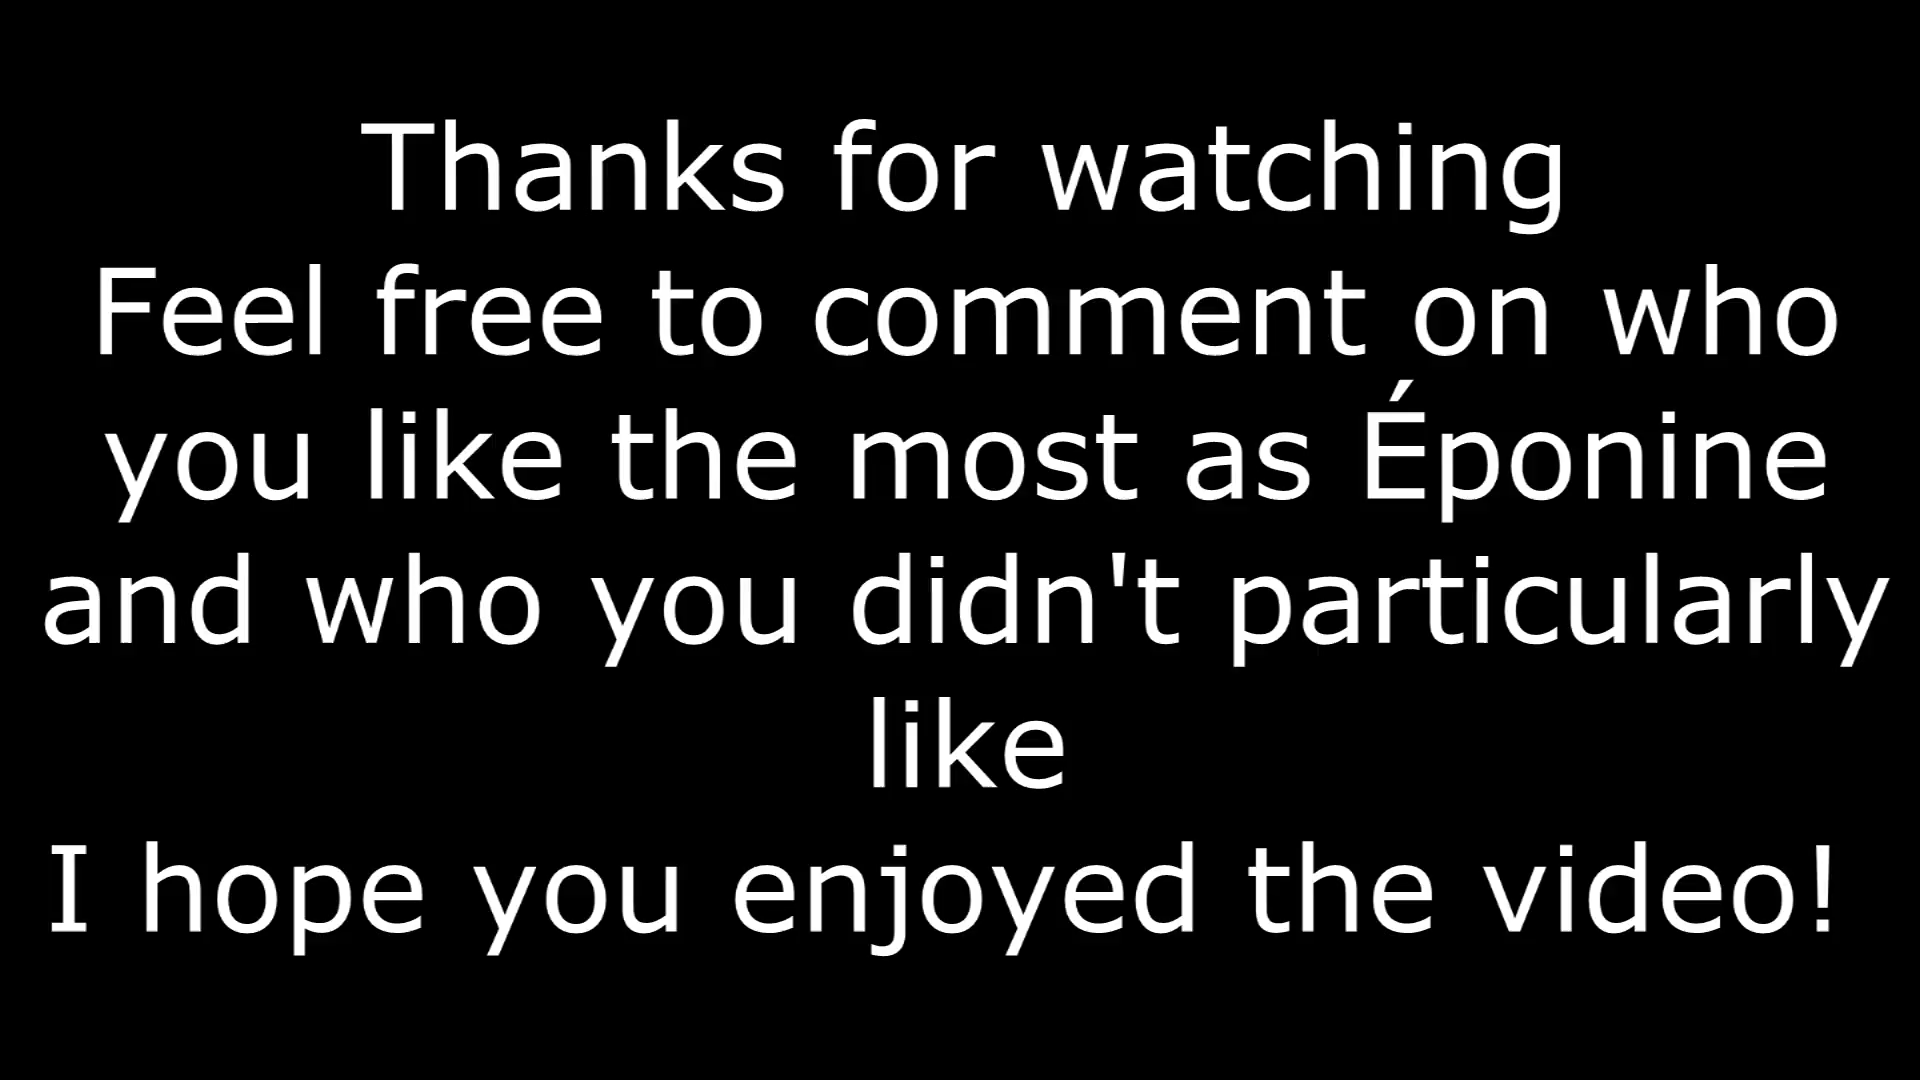 Thanks for watching
Feel free to comment on who
you like the most as Éponine
and who you didn't particularly
like
I hope you enjoyed the video!